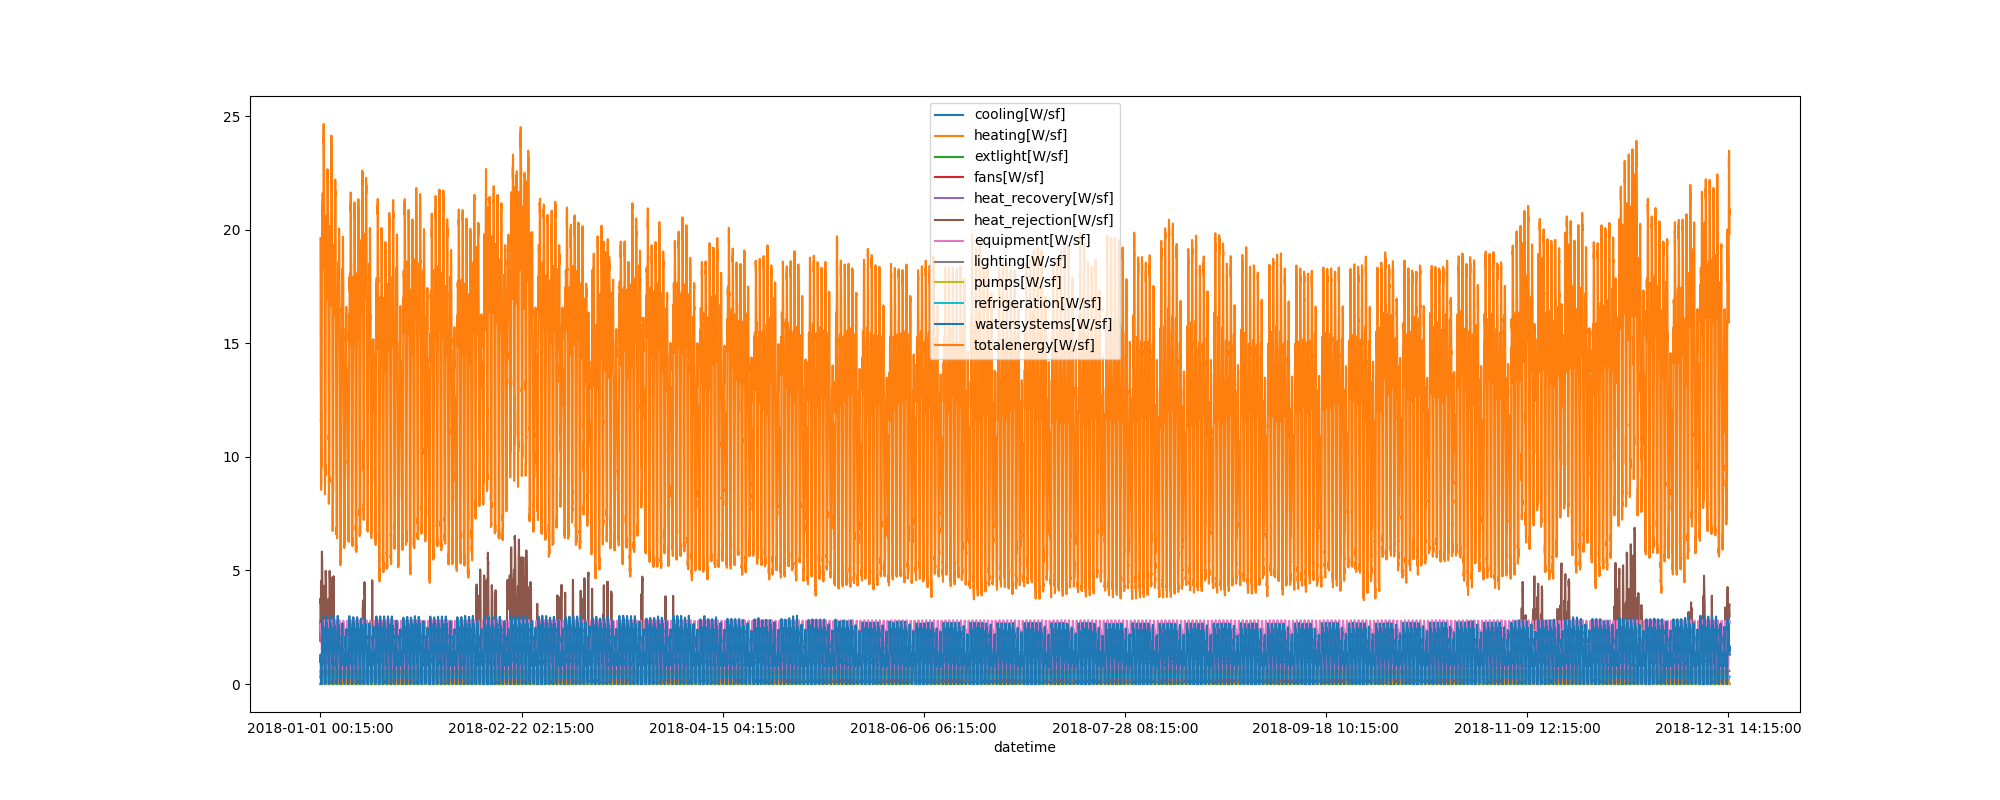 25
20
15
10
5
0
cooling[W/sf]
heating[W/sf]
extlight[W/sf]
fans[W/sf]
heat_recovery[W/sf]
heat_rejection[W/sf]
equipment[W/sf]
lighting[W/sf]
pumps[W/sf]
refrigeration[W/sf]
watersystems[W/sf]
totalenergy[W/sf]
2018-01-01 00:15:00 2018-02-22 02:15:00 2018-04-15 04:15:00 2018-06-06 06:15:00 2018-07-28 08:15:00 2018-09-18 10:15:00 2018-11-09 12:15:00 2018-12-31 14:15:00
datetime